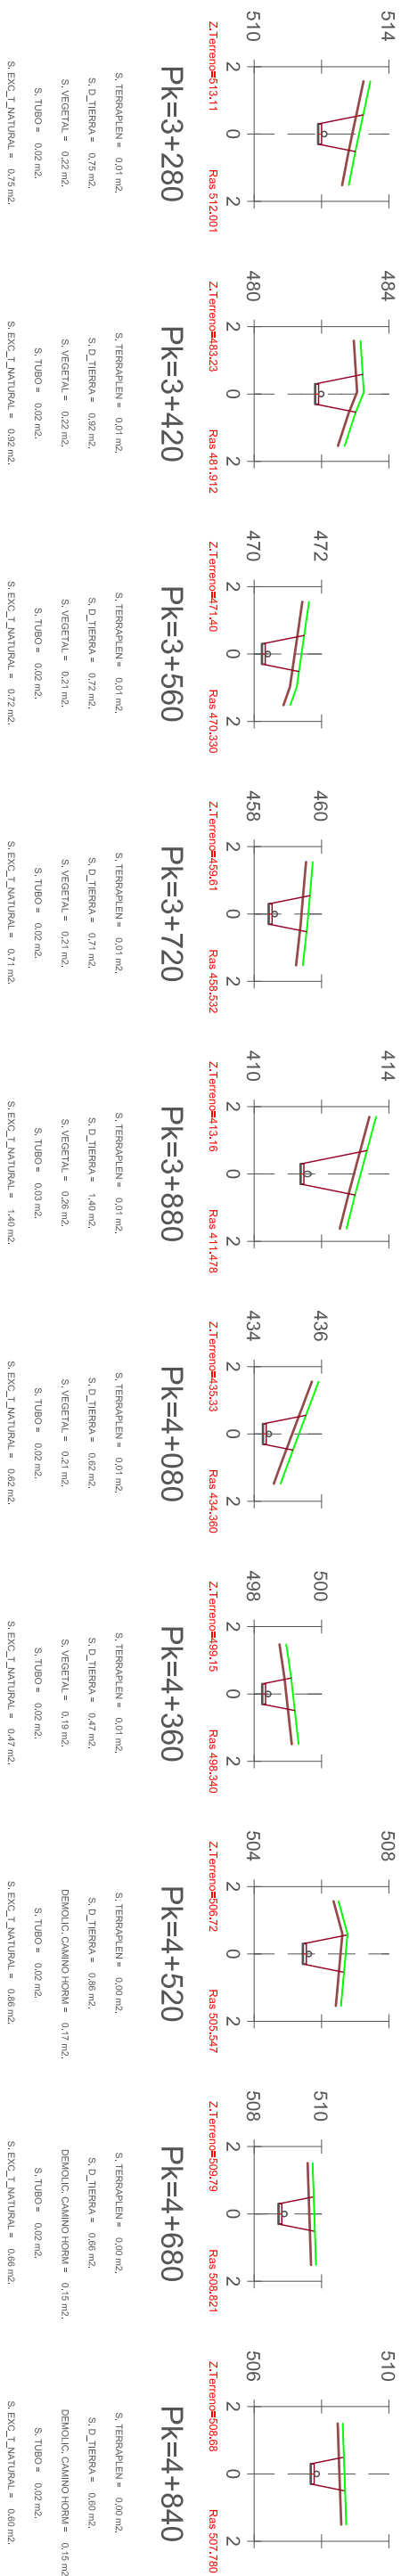 514
510
2 0 2
Z.Terreno=513.11 Ras 512.001
Pk=3+280
S. TERRAPLEN = 0.01 m2.
S. D_TIERRA = 0.75 m2.
S. VEGETAL = 0.22 m2.
S. TUBO = 0.02 m2.
S. EXC_T_NATURAL = 0.75 m2.
484
480
2 0 2
Z.Terreno=483.23 Ras 481.912
Pk=3+420
S. TERRAPLEN = 0.01 m2.
S. D_TIERRA = 0.92 m2.
S. VEGETAL = 0.22 m2.
S. TUBO = 0.02 m2.
S. EXC_T_NATURAL = 0.92 m2.
472
470
2 0 2
Z.Terreno=471.40 Ras 470.330
Pk=3+560
S. TERRAPLEN = 0.01 m2.
S. D_TIERRA = 0.72 m2.
S. VEGETAL = 0.21 m2.
S. TUBO = 0.02 m2.
S. EXC_T_NATURAL = 0.72 m2.
460
458
2 0 2
Z.Terreno=459.61 Ras 458.532
Pk=3+720
S. TERRAPLEN = 0.01 m2.
S. D_TIERRA = 0.71 m2.
S. VEGETAL = 0.21 m2.
S. TUBO = 0.02 m2.
S. EXC_T_NATURAL = 0.71 m2.
414
410
2 0 2
Z.Terreno=413.16 Ras 411.478
Pk=3+880
S. TERRAPLEN = 0.01 m2.
S. D_TIERRA = 1.40 m2.
S. VEGETAL = 0.26 m2.
S. TUBO = 0.03 m2.
S. EXC_T_NATURAL = 1.40 m2.
436
434
2 0 2
Z.Terreno=435.33 Ras 434.360
Pk=4+080
S. TERRAPLEN = 0.01 m2.
S. D_TIERRA = 0.62 m2.
S. VEGETAL = 0.21 m2.
S. TUBO = 0.02 m2.
S. EXC_T_NATURAL = 0.62 m2.
500
498
2 0 2
Z.Terreno=499.15 Ras 498.340
Pk=4+360
S. TERRAPLEN = 0.01 m2.
S. D_TIERRA = 0.47 m2.
S. VEGETAL = 0.19 m2.
S. TUBO = 0.02 m2.
S. EXC_T_NATURAL = 0.47 m2.
508
504
2 0 2
Z.Terreno=506.72 Ras 505.547
Pk=4+520
S. TERRAPLEN = 0.00 m2.
S. D_TIERRA = 0.86 m2.
DEMOLIC. CAMINO HORM = 0.17 m2.
S. TUBO = 0.02 m2.
S. EXC_T_NATURAL = 0.86 m2.
510
508
2 0 2
Z.Terreno=509.79 Ras 508.821
Pk=4+680
S. TERRAPLEN = 0.00 m2.
S. D_TIERRA = 0.66 m2.
DEMOLIC. CAMINO HORM = 0.15 m2.
S. TUBO = 0.02 m2.
S. EXC_T_NATURAL = 0.66 m2.
510
506
2 0 2
Z.Terreno=508.68 Ras 507.780
Pk=4+840
S. TERRAPLEN = 0.00 m2.
S. D_TIERRA = 0.60 m2.
DEMOLIC. CAMINO HORM = 0.15 m2.
S. TUBO = 0.02 m2.
S. EXC_T_NATURAL = 0.60 m2.